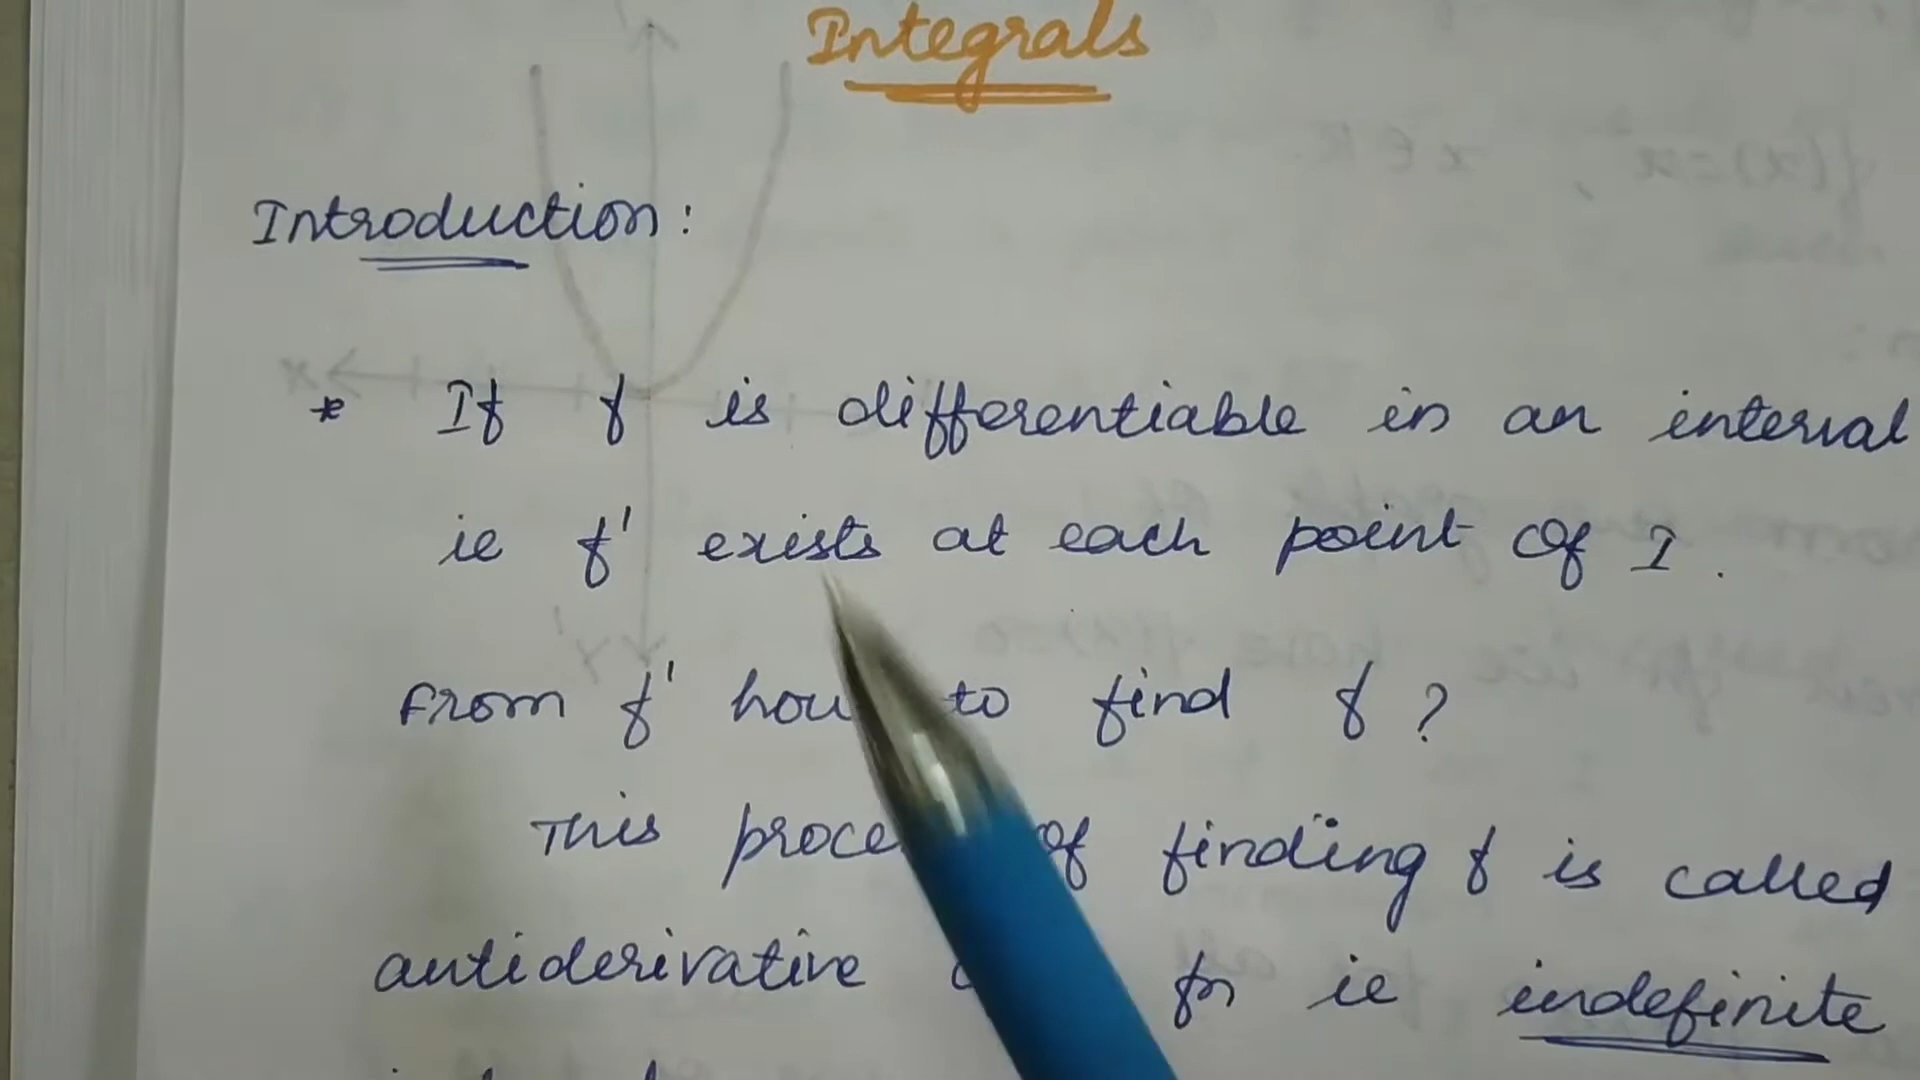 Integrals
Introduction:
* If f is differentiable in an interval
ie f' exists at each point of I.
From f' how to find f?
This of finding f is called
antiderivative fn ie indefinite